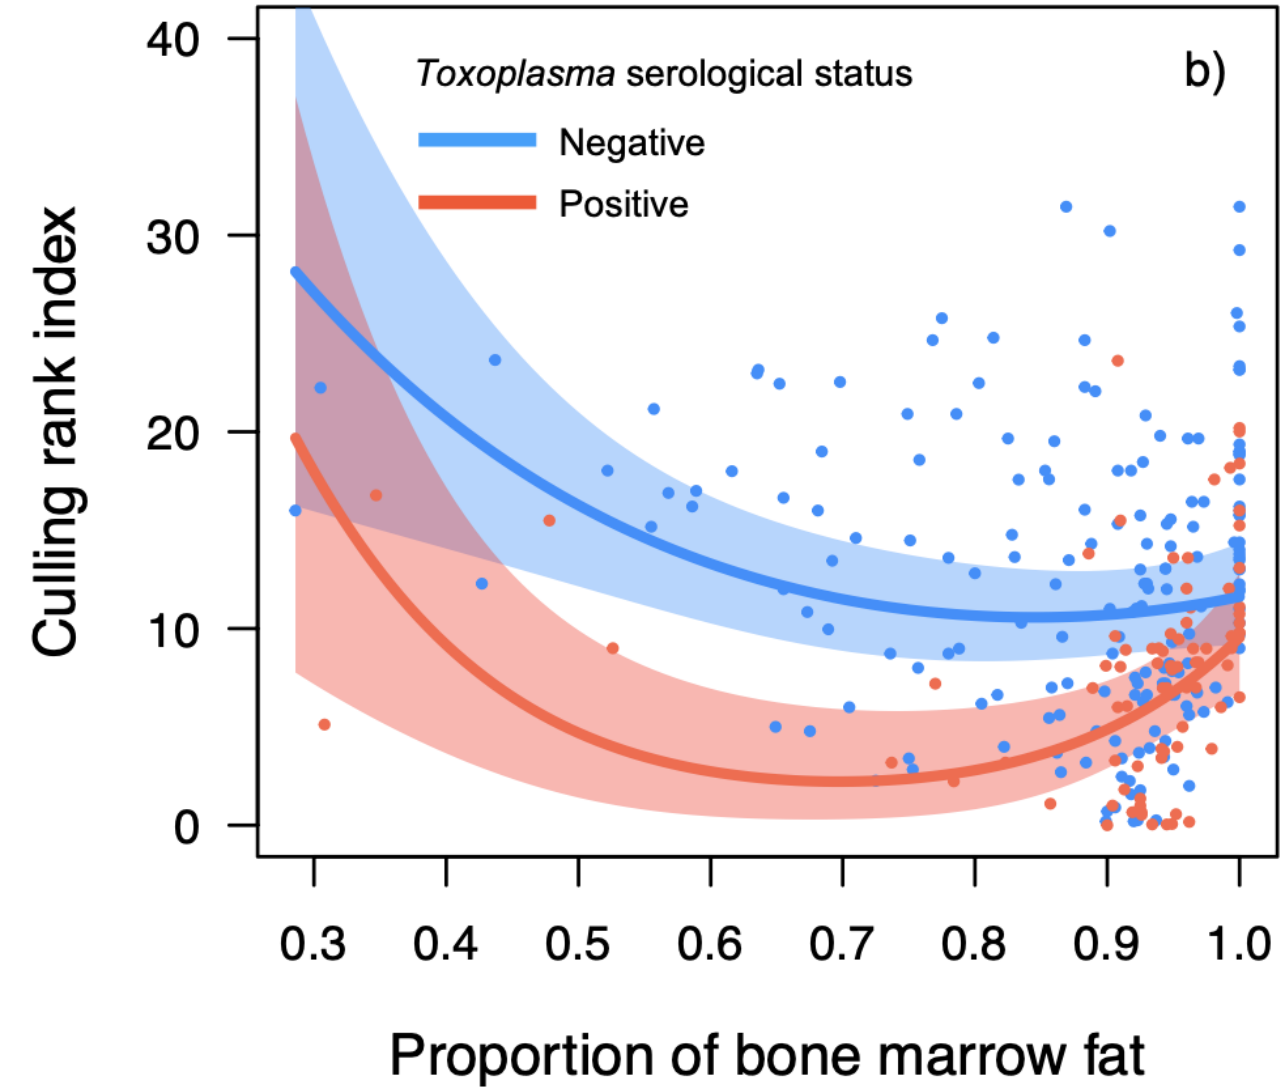 40
30
20
10
0
Culling rank index
Toxoplasma serological status
Negative
Positive
b)
0.3 0.4 0.5 0.6 0.7 0.8 0.9 1.0
Proportion of bone marrow fat